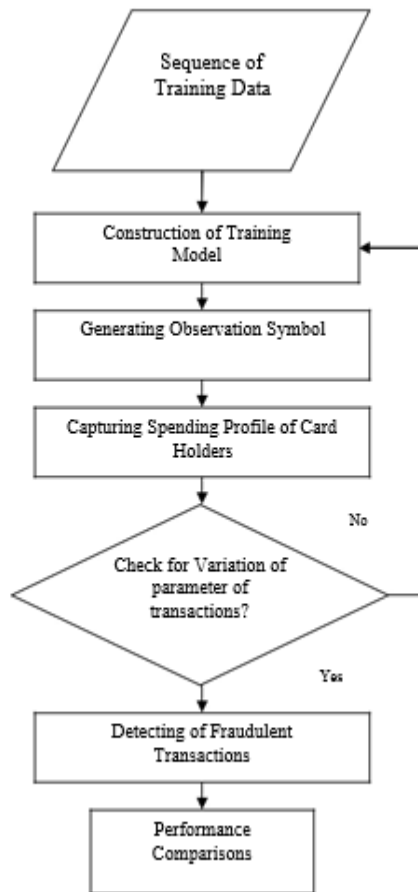 Sequence of
Training Data
Construction of Training
Model
Generating Observation Symbol
Capturing Spending Profile of Card
Holders
No
Check for Variation of
parameter of
transactions?
Yes
Detecting of Fraudulent
Transactions
Performance
Comparisons